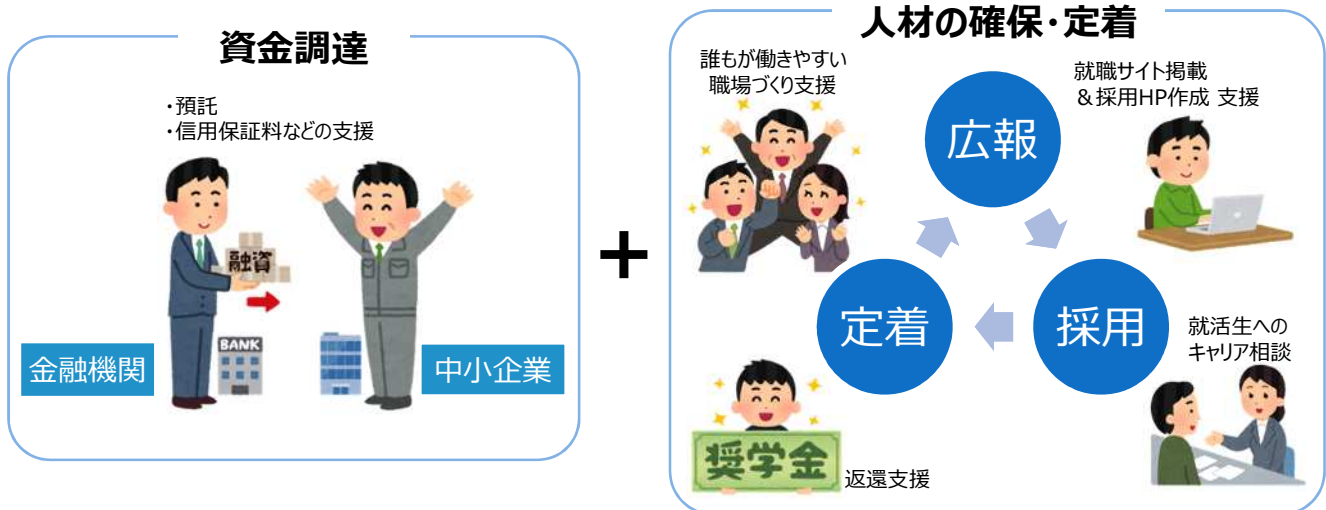 資金調達
・預託
・信用保証料などの支援
融資
BANK
金融機関
中小企業
+
人材の確保・定着
誰もが働きやすい
職場づくり支援
広報
就職サイト掲載
&採用HP作成 支援
定着
採用
就活生への
キャリア相談
奨学金
返還支援